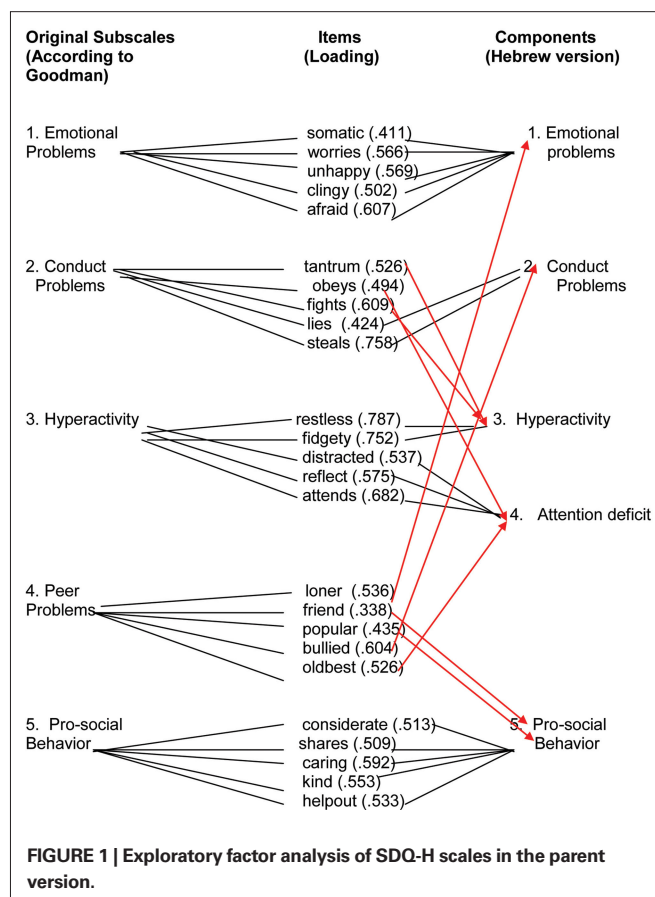 Original Subscales
(According to
Goodman)
Items
(Loading)
Components
(Hebrew version)
1. Emotional
Problems
somatic (.411)
worries (.566)
unhappy (.569)
clingy (.502)
afraid (.607)
1. Emotional
problems
2. Conduct
Problems
tantrum (.526)
obeys (.494)
fights (.609)
lies (.424)
steals (.758)
2. Conduct
Problems
3. Hyperactivity
restless (.787)
fidgety (.752)
distracted (.537)
reflect (.575)
attends (.682)
3. Hyperactivity
4. Attention deficit
4. Peer
Problems
loner (.536)
friend (.338)
popular (.435)
bullied (.604)
oldbest (.526)
5. Pro-social
Behavior
considerate (.513)
shares (.509)
caring (.592)
kind (.553)
helpout (.533)
5. Pro-social
Behavior
FIGURE 1 | Exploratory factor analysis of SDQ-H scales in the parent
version.